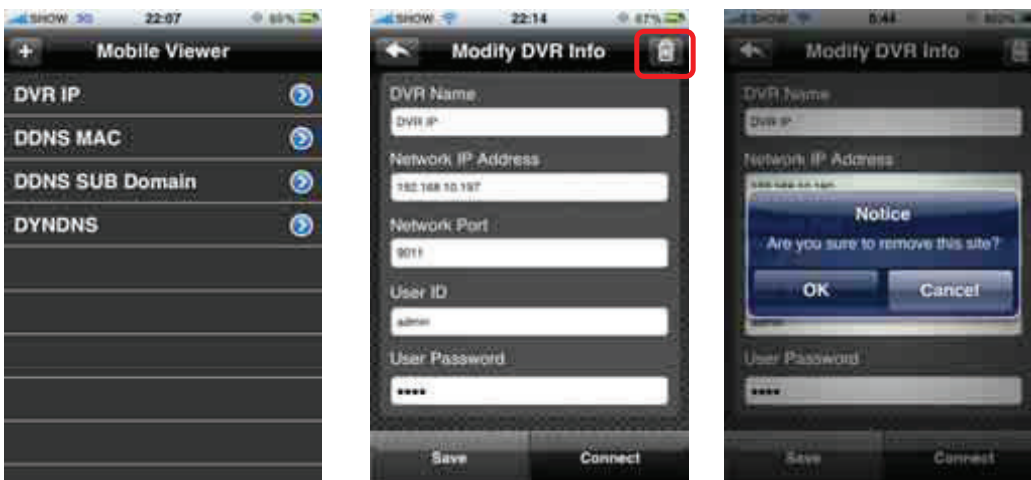 SHOW 3G 22:07
Mobile Viewer
DVR IP
DDNS MAC
DDNS SUB Domain
DYNDNS
SHOW 22:14 87%
Modify DVR Info
DVR Name
DVR IP
Network IP Address
192.168.10.197
Network Port
9011
User ID
admin
User Password
••••
Save Connect
SHOW
Modify DVR Info
DVR Name
DVR IP
Network IP Address
Notice
Are you sure to remove this site?
OK Cancel
admin
User Password
••••
Save Connect